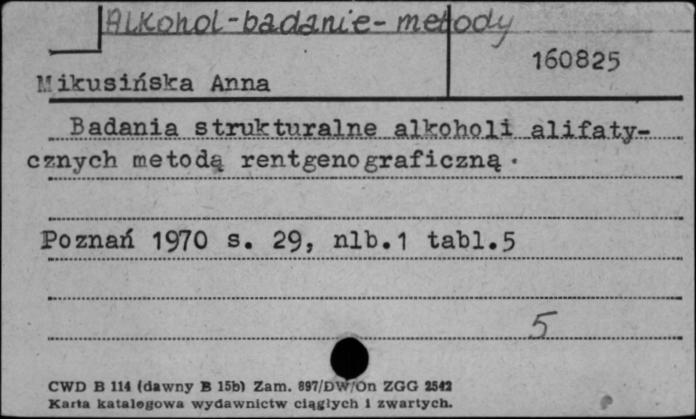 Alkohol-badanie-metody
160825
Mikusińska Anna
Badania strukturalne alkoholi alifaty-
cznych metodą rentgenograficzną.
Poznań 1970 s. 29, nlb.1 tabl.5
5
CWD B 114 (dawny B 15b) Zam. 897/DW/On ZGG 2542
Karta katalogowa wydawnictw ciągłych i zwartych.